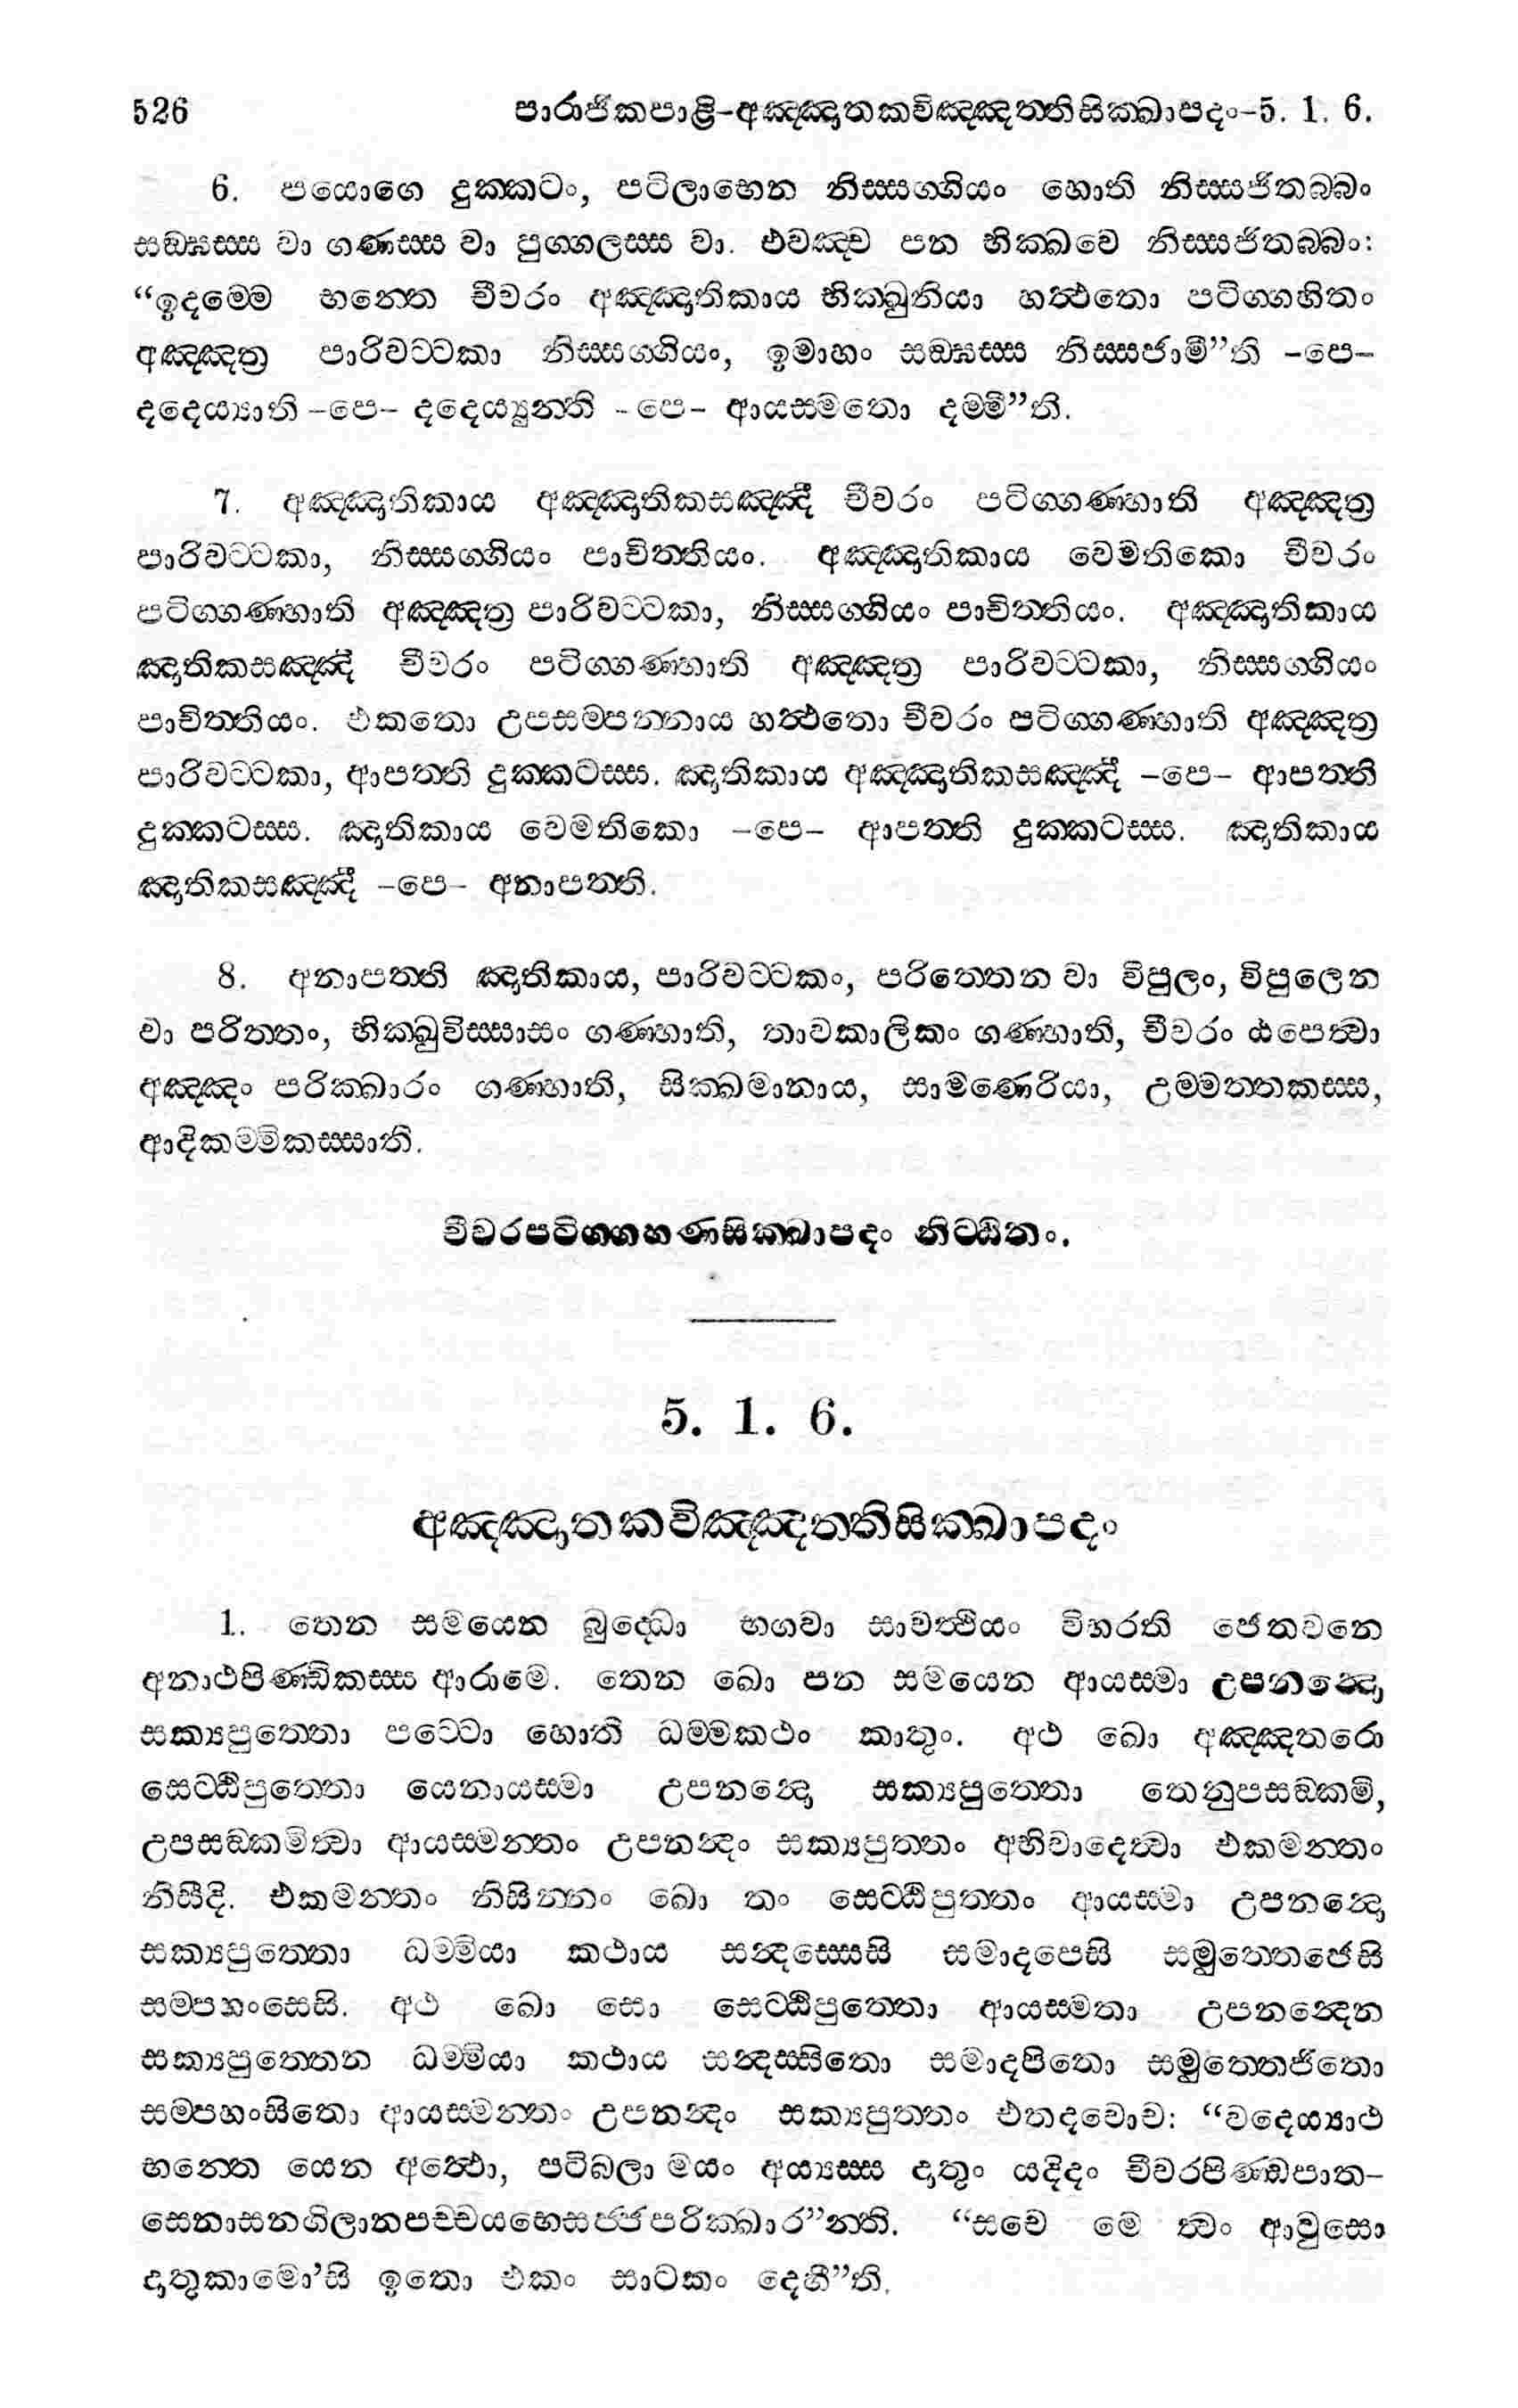 526 පාරාජිකපාළි-අඤ්ඤාතකවිඤ්ඤත්තිසික්ඛාපදං-5. 1. 6.
6. පයොගෙ දුක්කටං, පටිලාභෙන නිස්සග්ගියං හොති නිස්සජිතබ්බං
සඞ්ඝස්ස වා ගණස්ස වා පුග්ගලස්ස වා. එවඤ්ච පන භික්ඛවෙ නිස්සජිතබ්බං:
“ඉදම්මෙ භන්තෙ චීවරං අඤ්ඤාතිකාය භික්ඛුනියා හත්ථතො පටිග්ගහිතං
අඤ්ඤත්‍ර පාරිවට්ටකා නිස්සග්ගියං, ඉමාහං සඞ්ඝස්ස නිස්සජාමී”ති -පෙ-
දදෙය්‍යාති -පෙ- දදෙය්‍යුන්ති -පෙ- ආයස්මතො දම්මී”ති.
7. අඤ්ඤාතිකාය අඤ්ඤාතිකසඤ්ඤී චීවරං පටිග්ගණ්හාති අඤ්ඤත්‍ර
පාරිවට්ටකා, නිස්සග්ගියං පාචිත්තියං. අඤ්ඤාතිකාය වෙමතිකො චීවරං
පටිග්ගණ්හාති අඤ්ඤත්‍ර පාරිවට්ටකා, නිස්සග්ගියං පාචිත්තියං. අඤ්ඤාතිකාය
ඤාතිකසඤ්ඤී චීවරං පටිග්ගණ්හාති අඤ්ඤත්‍ර පාරිවට්ටකා, නිස්සග්ගියං
පාචිත්තියං. එකතො උපසම්පන්නාය හත්ථතො චීවරං පටිග්ගණ්හාති අඤ්ඤත්‍ර
පාරිවට්ටකා, ආපත්ති දුක්කටස්ස. ඤාතිකාය අඤ්ඤාතිකසඤ්ඤී -පෙ- ආපත්ති
දුක්කටස්ස. ඤාතිකාය වෙමතිකො -පෙ- ආපත්ති දුක්කටස්ස. ඤාතිකාය
ඤාතිකසඤ්ඤී -පෙ- අනාපත්ති.
8. අනාපත්ති ඤාතිකාය, පාරිවට්ටකං, පරිත්තෙන වා විපුලං, විපුලෙන
වා පරිත්තං, භික්ඛුවිස්සාසං ගණ්හාති, තාවකාලිකං ගණ්හාති, චීවරං ඨපෙත්‍වා
අඤ්ඤං පරික්ඛාරං ගණ්හාති, සික්ඛමානාය, සාමණෙරියා, උම්මත්තකස්ස,
ආදිකම්මිකස්සාති.
චීවරපටිග්ගහණසික්ඛාපදං නිට්ඨිතං.
5. 1. 6.
අඤ්ඤාතකවිඤ්ඤත්තිසික්ඛාපදං
1. තෙන සමයෙන බුද්ධො භගවා සාවත්ථියං විහරති ජෙතවනෙ
අනාථපිණ්ඩිකස්ස ආරාමෙ. තෙන ඛො පන සමයෙන ආයස්මා උපනන්‍දො
සක්‍යපුත්තො පට්ටො හොති ධම්මකථං කාතුං. අථ ඛො අඤ්ඤතරො
සෙට්ඨිපුත්තො යෙනායස්මා උපනන්‍දො සක්‍යපුත්තො තෙනුපසඞ්කමි,
උපසඞ්කමිත්‍වා ආයස්මන්තං උපනන්‍දං සක්‍යපුත්තං අභිවාදෙත්‍වා එකමන්තං
නිසීදි. එකමන්තං නිසින්නං ඛො තං සෙට්ඨිපුත්තං ආයස්මා උපනන්‍දො
සක්‍යපුත්තො ධම්මියා කථාය සන්‍දස්සෙසි සමාදපෙසි සමුත්තෙජෙසි
සම්පහංසෙසි. අථ ඛො සො සෙට්ඨිපුත්තො ආයස්මතා උපනන්‍දෙන
සක්‍යපුත්තෙන ධම්මියා කථාය සන්‍දස්සිතො සමාදපිතො සමුත්තෙජිතො
සම්පහංසිතො ආයස්මන්තං උපනන්‍දං සක්‍යපුත්තං එතදවොච: “වදෙය්‍යාථ
භන්තෙ යෙන අත්ථො, පටිබලා මයං අය්‍යස්ස දාතුං යදිදං චීවරපිණ්ඩපාත-
සෙනාසනගිලානපච්චයභෙසජ්ජපරික්ඛාර”න්ති. “සචෙ මෙ ත්‍වං ආවුසො
දාතුකාමො’සි ඉතො එකං සාටකං දෙහී”ති.